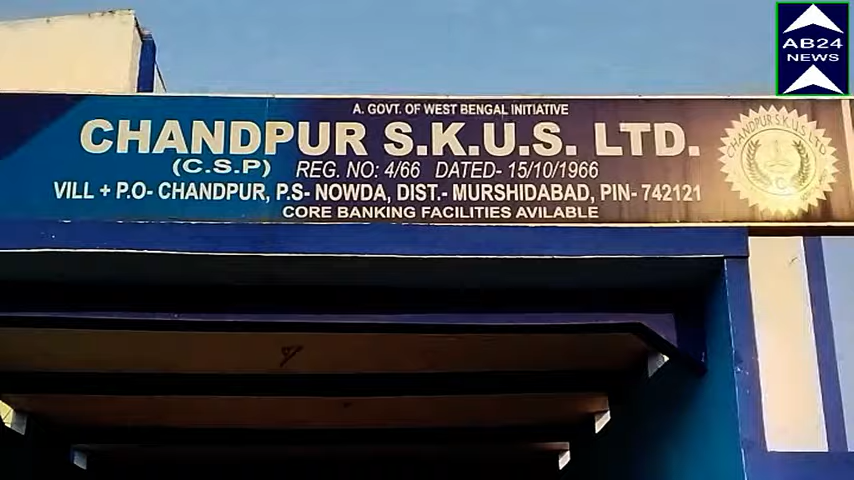 AB24
NEWS
A. GOVT. OF WEST BENGAL INITIATIVE
CHANDPUR S.K.U.S. LTD.
(C.S.P) REG. NO: 4/66 DATED- 15/10/1966
VILL + P.O- CHANDPUR, P.S- NOWDA, DIST.- MURSHIDABAD, PIN- 742121
CORE BANKING FACILITIES AVILABLE
CHANDPUR S.K.U.S LTD